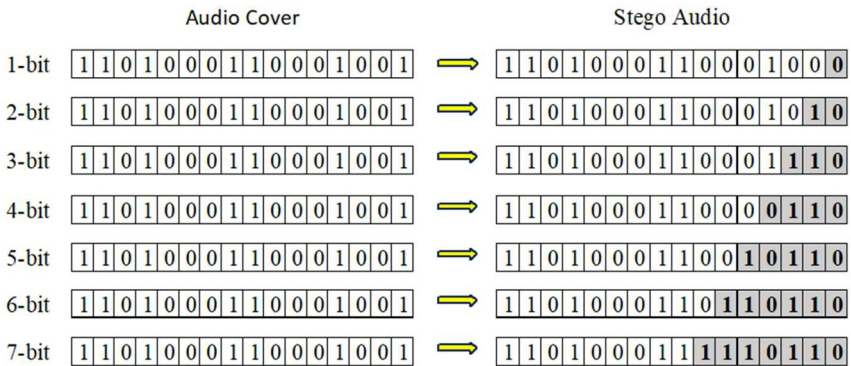 Audio Cover Stego Audio
1-bit 1 1 0 1 0 0 0 1 1 0 0 0 1 0 0 1 1 1 0 1 0 0 0 1 1 0 0 0 1 0 0 0
2-bit 1 1 0 1 0 0 0 1 1 0 0 0 1 0 0 1 1 1 0 1 0 0 0 1 1 0 0 0 1 0 1 0
3-bit 1 1 0 1 0 0 0 1 1 0 0 0 1 0 0 1 1 1 0 1 0 0 0 1 1 0 0 0 1 1 1 0
4-bit 1 1 0 1 0 0 0 1 1 0 0 0 1 0 0 1 1 1 0 1 0 0 0 1 1 0 0 0 0 1 1 0
5-bit 1 1 0 1 0 0 0 1 1 0 0 0 1 0 0 1 1 1 0 1 0 0 0 1 1 0 0 1 0 1 1 0
6-bit 1 1 0 1 0 0 0 1 1 0 0 0 1 0 0 1 1 1 0 1 0 0 0 1 1 0 1 1 0 1 1 0
7-bit 1 1 0 1 0 0 0 1 1 0 0 0 1 0 0 1 1 1 0 1 0 0 0 1 1 1 1 1 0 1 1 0